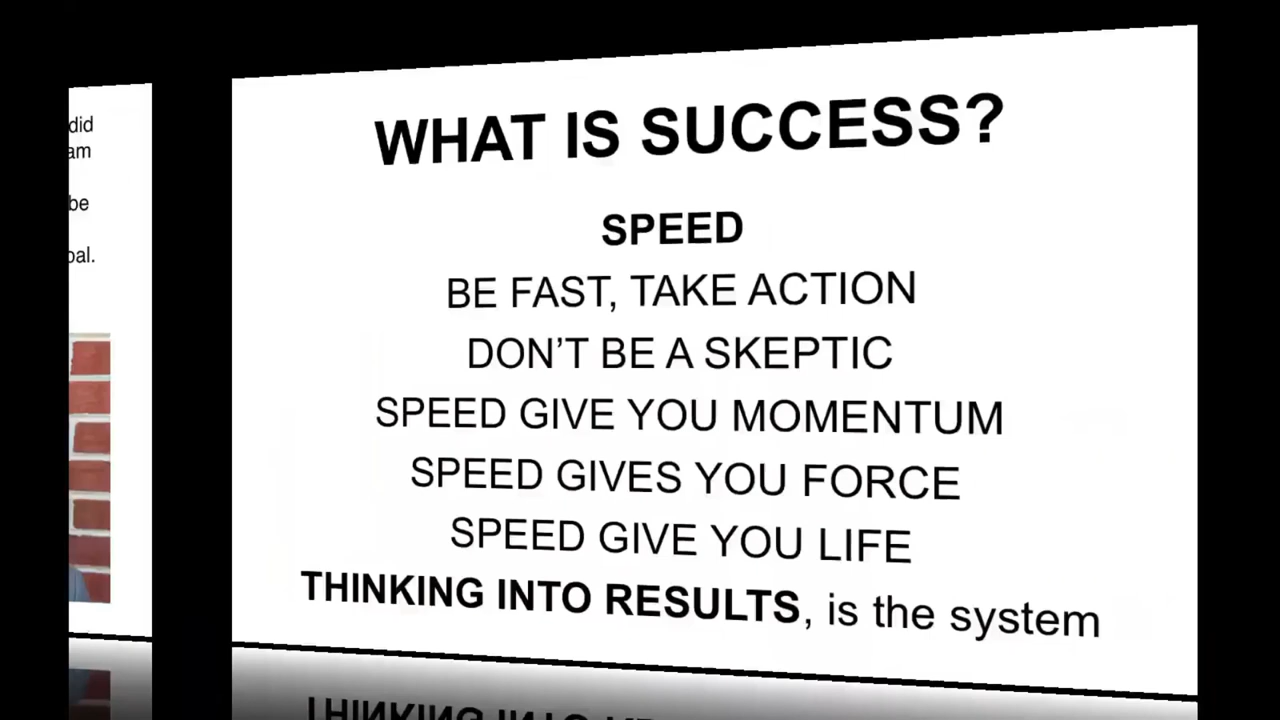 did
am
be
WHAT IS SUCCESS?
SPEED
BE FAST, TAKE ACTION
DON'T BE A SKEPTIC
SPEED GIVE YOU MOMENTUM
SPEED GIVES YOU FORCE
SPEED GIVE YOU LIFE
THINKING INTO RESULTS, is the system